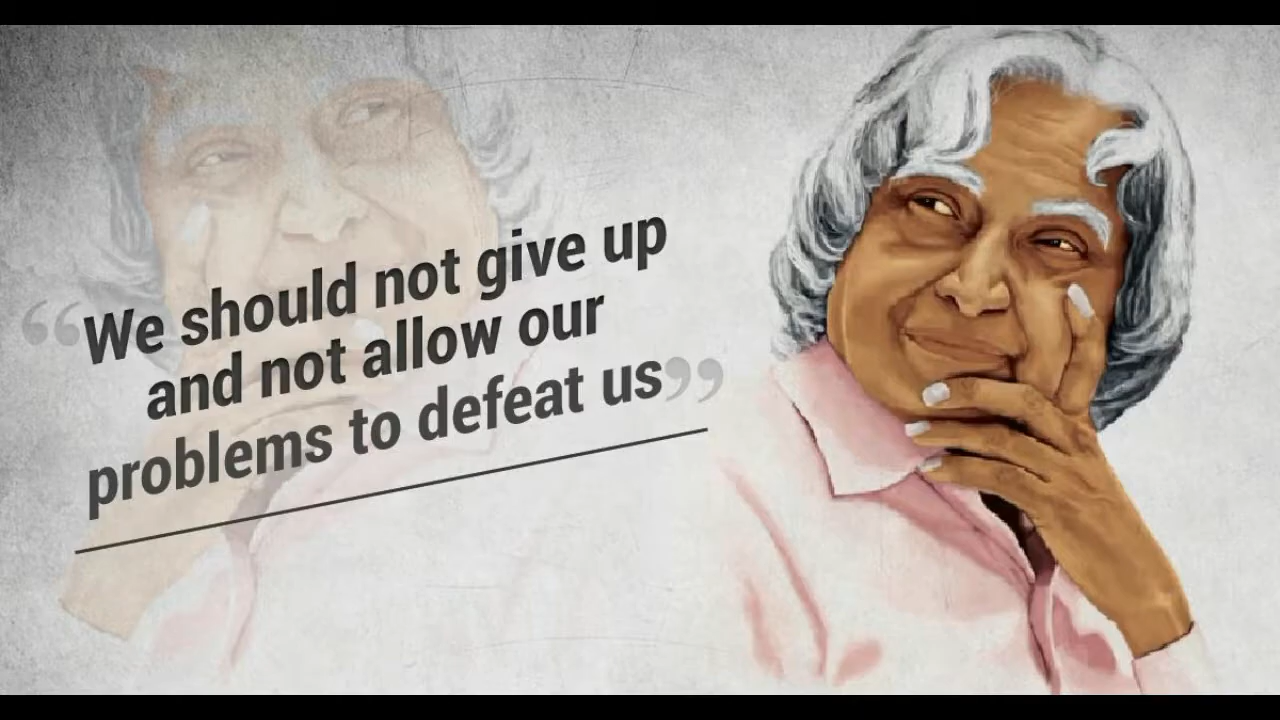 “We should not give up
and not allow our
problems to defeat us”